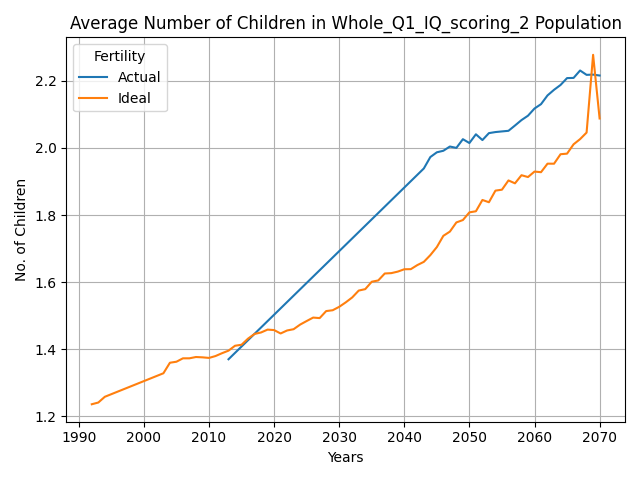 Average Number of Children in Whole_Q1_IQ_scoring_2 Population
Fertility
Actual
Ideal
No. of Children
2.2
2.0
1.8
1.6
1.4
1.2
1990 2000 2010 2020 2030 2040 2050 2060 2070
Years